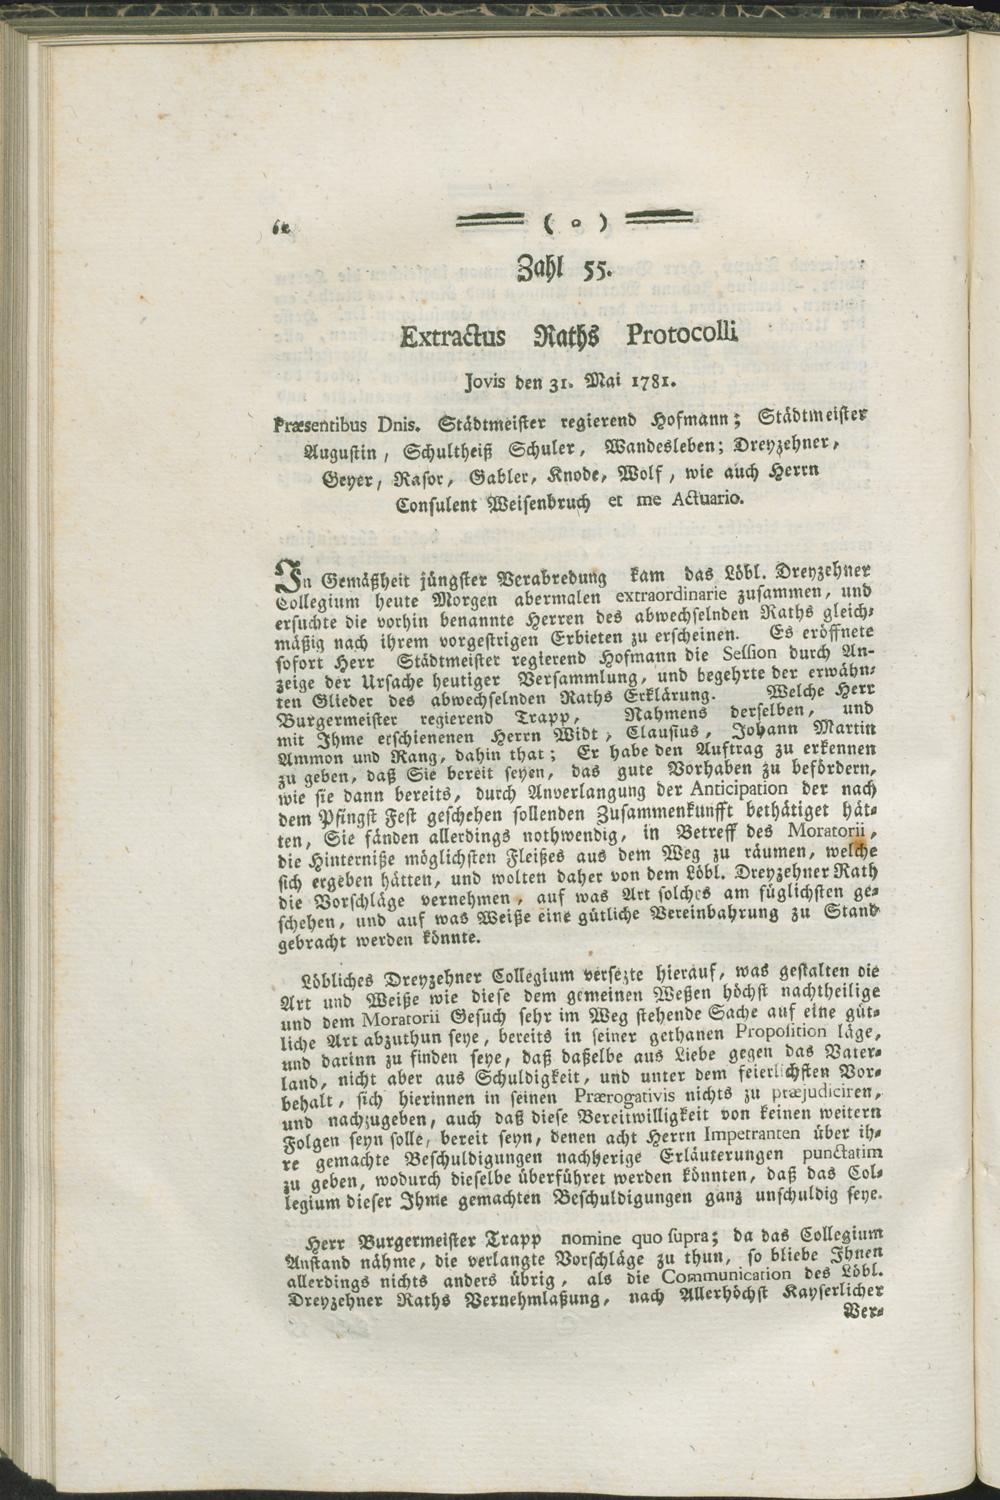 ( o )
Zahl 55.
Extractus Raths Protocolli
Jovis den 31. Mai 1781.
Præsentibus Dnis. Städtmeister regierend Hofmann; Städtmeister
Augustin, Schultheiß Schuler, Wandesleben; Dreyzehner,
Geyer, Rasor, Gabler, Knode, Wolf, wie auch Herrn
Consulent Weisenbruch et me Actuario.
In Gemäßheit jüngster Verabredung kam das Löbl. Dreyzehner
Collegium heute Morgen abermalen extraordinarie zusammen, und
ersuchte die vorhin benannte Herren des abwechselnden Raths gleich-
mäßig nach ihrem vorgestrigen Erbieten zu erscheinen. Es eröffnete
sofort Herr Städtmeister regierend Hofmann die Session durch An-
zeige der Ursache heutiger Versammlung, und begehrte der erwähn-
ten Glieder des abwechselnden Raths Erklärung. Welche Herr
Burgermeister regierend Trapp, Nahmens derselben, und
mit Ihme erschienenen Herrn Widt, Clausius, Johann Martin
Ammon und Rang, dahin that; Er habe den Auftrag zu erkennen
zu geben, daß Sie bereit seyen, das gute Vorhaben zu befördern,
wie sie dann bereits, durch Anverlangung der Anticipation der nach
dem Pfingst Fest geschehen sollenden Zusammenkunfft bethätiget hät-
ten, Sie fänden allerdings nothwendig, in Betreff des Moratorii,
die Hinterniße möglichsten Fleißes aus dem Weg zu räumen, welche
sich ergeben hätten, und wolten daher von dem Löbl. Dreyzehner Rath
die Vorschläge vernehmen, auf was Art solches am füglichsten ge-
schehen, und auf was Weiße eine gütliche Vereinbahrung zu Stand
gebracht werden könnte.
Löbliches Dreyzehner Collegium versezte hierauf, was gestalten die
Art und Weiße wie diese dem gemeinen Weßen höchst nachtheilige
und dem Moratorii Gesuch sehr im Weg stehende Sache auf eine güt-
liche Art abzuthun seye, bereits in seiner gethanen Proposition läge,
und darinn zu finden seye, daß daßelbe aus Liebe gegen das Vater-
land, nicht aber aus Schuldigkeit, und unter dem feierlichsten Vor-
behalt, sich hierinnen in seinen Prærogativis nichts zu præjudiciren,
und nachzugeben, auch daß diese Bereitwilligkeit von keinen weitern
Folgen seyn solle, bereit seyn, denen acht Herrn Impetranten über ih-
re gemachte Beschuldigungen nachherige Erläuterungen punctatim
zu geben, wodurch dieselbe überführet werden könnten, daß das Col-
legium dieser Ihme gemachten Beschuldigungen ganz unschuldig seye.
Herr Burgermeister Trapp nomine quo supra; da das Collegium
Anstand nähme, die verlangte Vorschläge zu thun, so bliebe Ihnen
allerdings nichts anders übrig, als die Communication des Löbl.
Dreyzehner Raths Vernehmlaßung, nach Allerhöchst Kayserlicher
Ver-